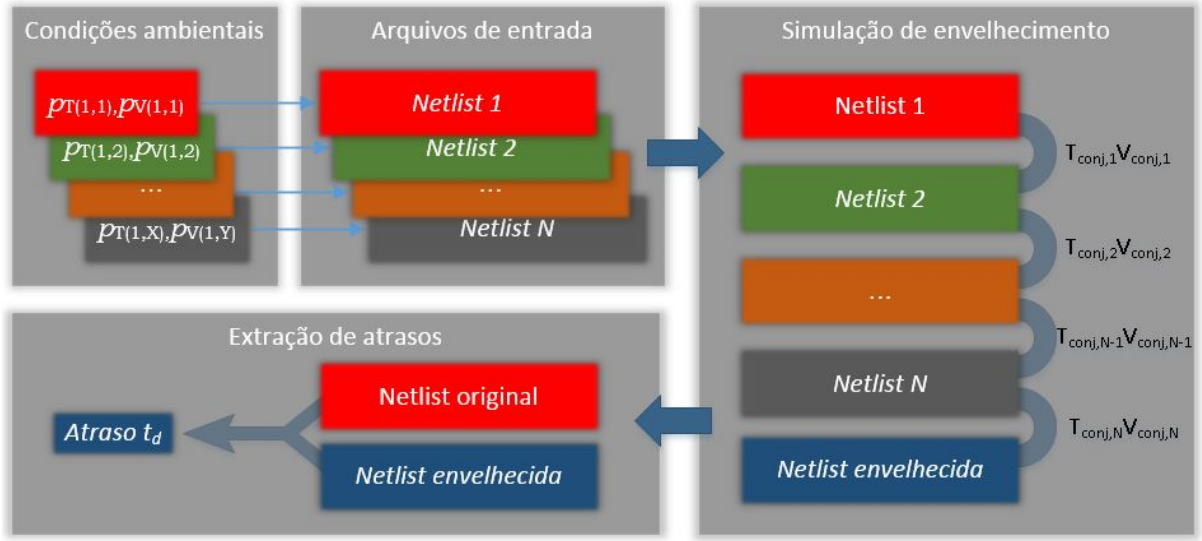 Condições ambientais
pT(1,1),pV(1,1)
pT(1,2),pV(1,2)
...
pT(1,X),pV(1,Y)
Arquivos de entrada
Netlist 1
Netlist 2
...
Netlist N
Simulação de envelhecimento
Netlist 1
Tconj,1Vconj,1
Netlist 2
Tconj,2Vconj,2
...
Tconj,N-1Vconj,N-1
Netlist N
Tconj,NVconj,N
Netlist envelhecida
Extração de atrasos
Netlist original
Atraso td
Netlist envelhecida